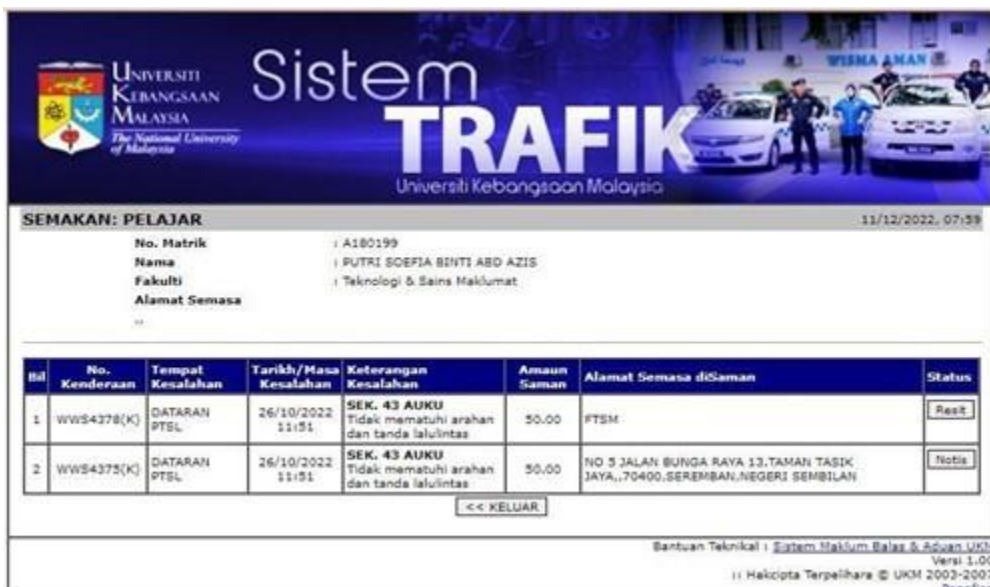 UNIVERSITI
KEBANGSAAN
MALAYSIA
The National University
of Malaysia
Sistem
TRAFIK
Universiti Kebangsaan Malaysia
WISMA AMAN
SEMAKAN: PELAJAR 11/12/2022, 07:59
No. Matrik : A180199
Nama : PUTRI SOEFIA BINTI ABD AZIS
Fakulti : Teknologi & Sains Maklumat
Alamat Semasa
,,
Bil No. Kenderaan Tempat Kesalahan Tarikh/Masa Kesalahan Keterangan Kesalahan Amaun Saman Alamat Semasa diSaman Status
1 WWS4378(K) DATARAN PTSL 26/10/2022 11:51 SEK. 43 AUKU Tidak mematuhi arahan dan tanda lalulintas 50.00 FTSM Resit
2 WWS4375(K) DATARAN PTSL 26/10/2022 11:51 SEK. 43 AUKU Tidak mematuhi arahan dan tanda lalulintas 50.00 NO 5 JALAN BUNGA RAYA 13,TAMAN TASIK JAYA,,70400,SEREMBAN,NEGERI SEMBILAN Notis
<< KELUAR
Bantuan Teknikal : Sistem Maklum Balas & Aduan UKM
Versi 1.00
:: Hakcipta Terpelihara © UKM 2003-2007